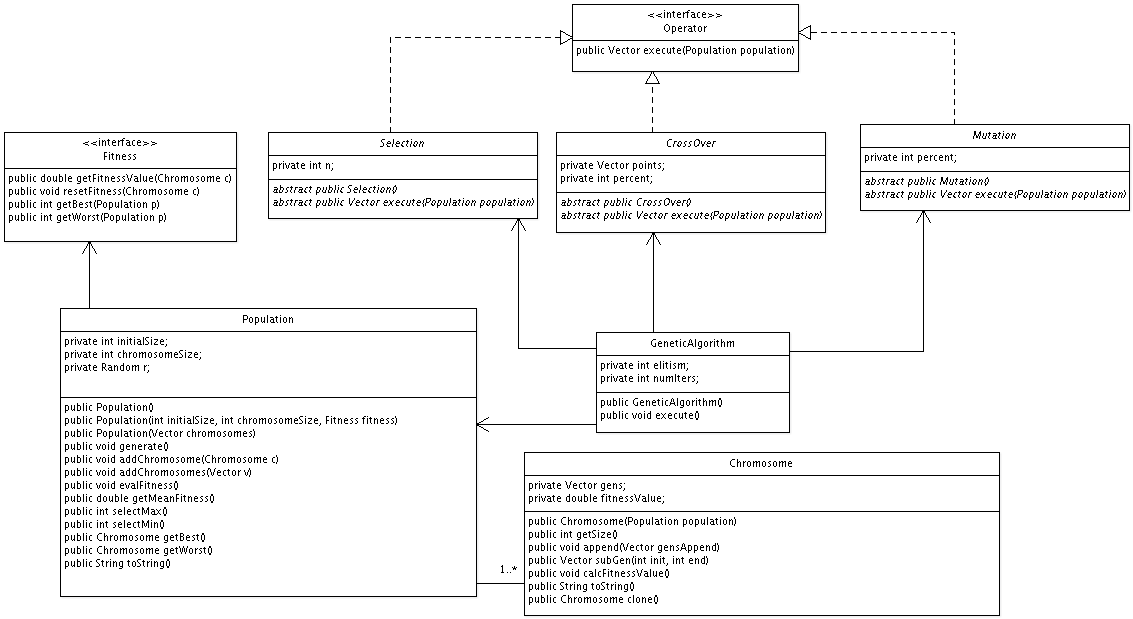 <<interface>>
Operator
public Vector execute(Population population)
<<interface>>
Fitness
public double getFitnessValue(Chromosome c)
public void resetFitness(Chromosome c)
public int getBest(Population p)
public int getWorst(Population p)
Selection
private int n;
abstract public Selection()
abstract public Vector execute(Population population)
CrossOver
private Vector points;
private int percent;
abstract public CrossOver()
abstract public Vector execute(Population population)
Mutation
private int percent;
abstract public Mutation()
abstract public Vector execute(Population population)
Population
private int initialSize;
private int chromosomeSize;
private Random r;
public Population()
public Population(int initialSize, int chromosomeSize, Fitness fitness)
public Population(Vector chromosomes)
public void generate()
public void addChromosome(Chromosome c)
public void addChromosomes(Vector v)
public void evalFitness()
public double getMeanFitness()
public int selectMax()
public int selectMin()
public Chromosome getBest()
public Chromosome getWorst()
public String toString()
GeneticAlgorithm
private int elitism;
private int numIters;
public GeneticAlgorithm()
public void execute()
1..*
Chromosome
private Vector gens;
private double fitnessValue;
public Chromosome(Population population)
public int getSize()
public void append(Vector gensAppend)
public Vector subGen(int init, int end)
public void calcFitnessValue()
public String toString()
public Chromosome clone()